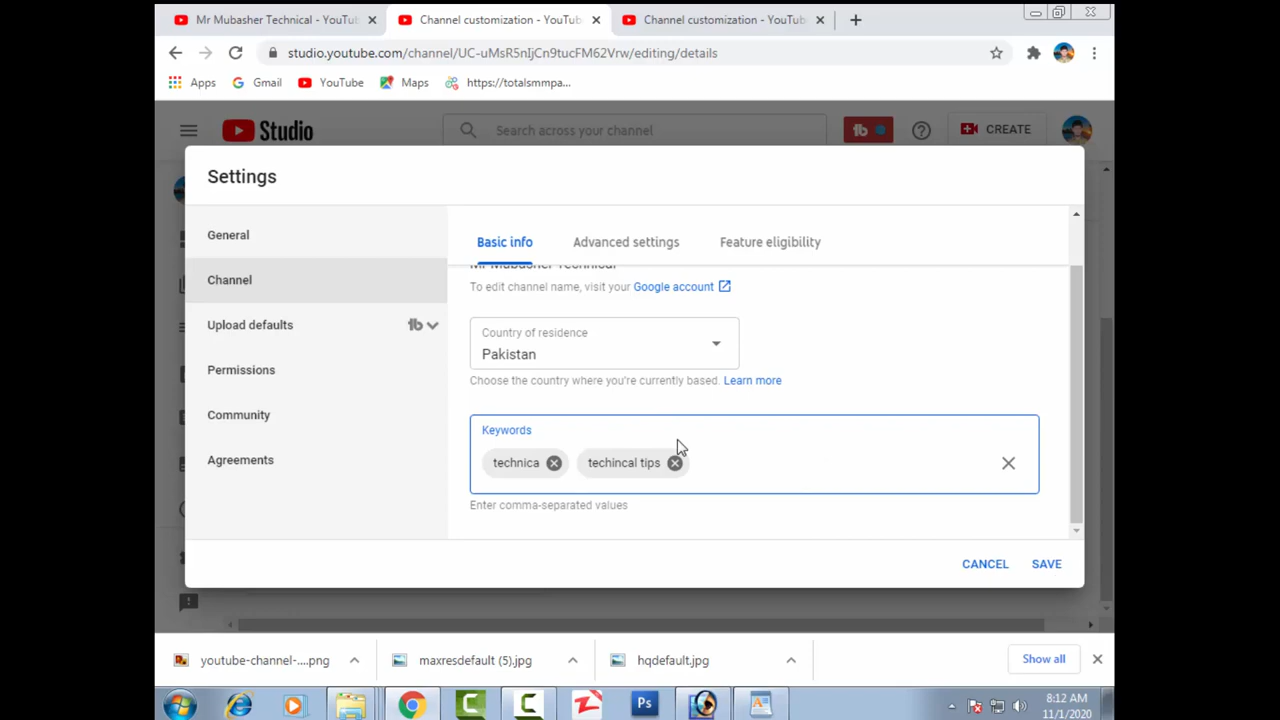 Mr Mubasher Technical - YouTu
Channel customization - YouTub
Channel customization - YouTub
studio.youtube.com/channel/UC-uMsR5nIjCn9tucFM62Vrw/editing/details
Apps
Gmail
YouTube
Maps
https://totalsmmpa...
Studio
Search across your channel
CREATE
Settings
General
Channel
Upload defaults
Permissions
Community
Agreements
Basic info
Advanced settings
Feature eligibility
Mr Mubasher Technical
To edit channel name, visit your Google account
Country of residence
Pakistan
Choose the country where you're currently based. Learn more
Keywords
technica
techincal tips
Enter comma-separated values
CANCEL
SAVE
youtube-channel-....png
maxresdefault (5).jpg
hqdefault.jpg
Show all
Ps
8:12 AM
11/1/2020